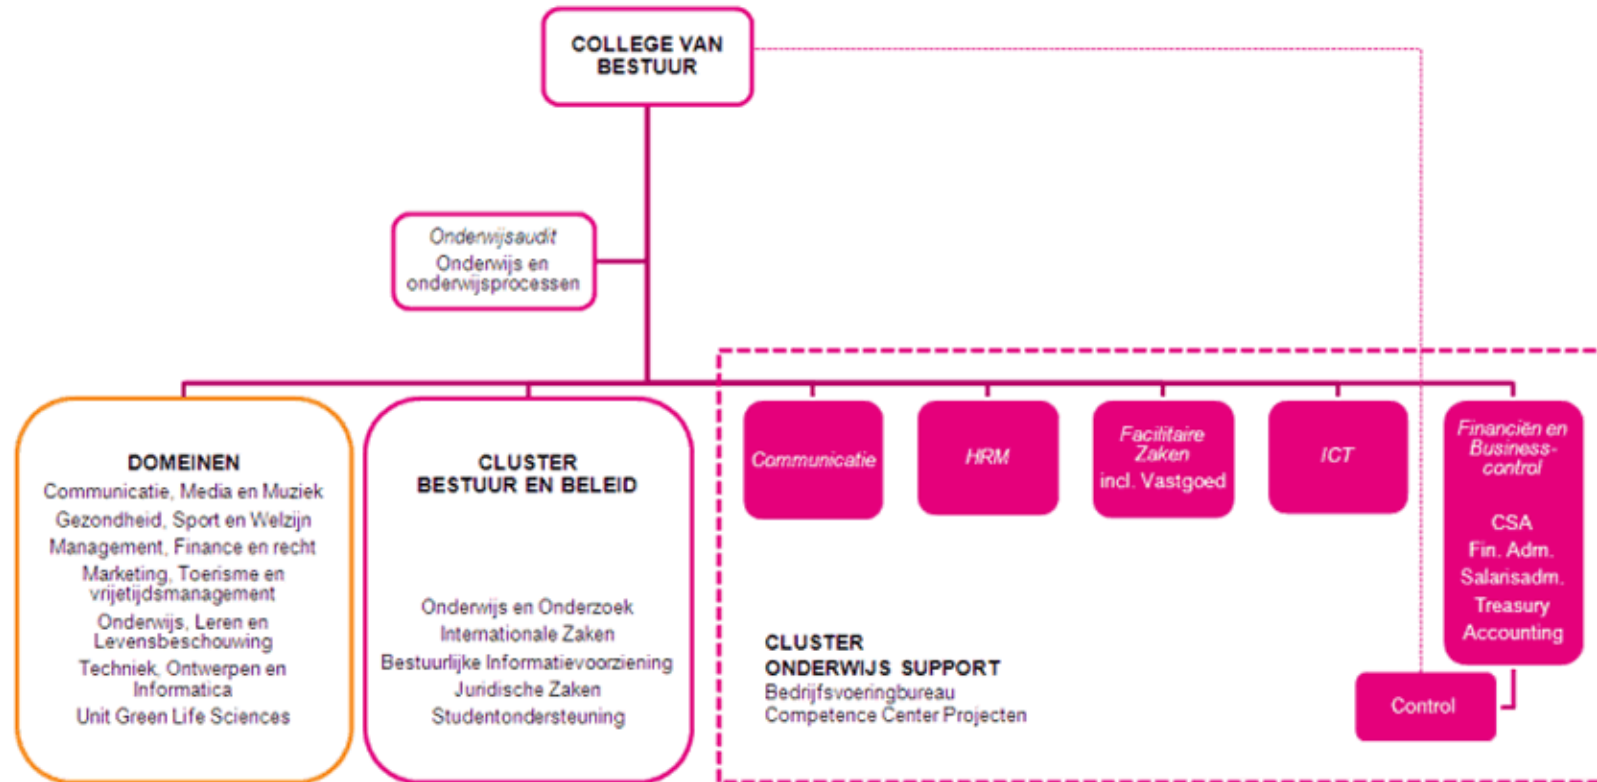 COLLEGE VAN
BESTUUR
Onderwijsaudit
Onderwijs en
onderwijsprocessen
DOMEINEN
Communicatie, Media en Muziek
Gezondheid, Sport en Welzijn
Management, Finance en recht
Marketing, Toerisme en
vrijetijdsmanagement
Onderwijs, Leren en
Levensbeschouwing
Techniek, Ontwerpen en
Informatica
Unit Green Life Sciences
CLUSTER
BESTUUR EN BELEID
Onderwijs en Onderzoek
Internationale Zaken
Bestuurlijke Informatievoorziening
Juridische Zaken
Studentondersteuning
Communicatie
HRM
Facilitaire
Zaken
incl. Vastgoed
ICT
Financiën en
Business-
control
CSA
Fin. Adm.
Salarisadm.
Treasury
Accounting
CLUSTER
ONDERWIJS SUPPORT
Bedrijfsvoeringbureau
Competence Center Projecten
Control